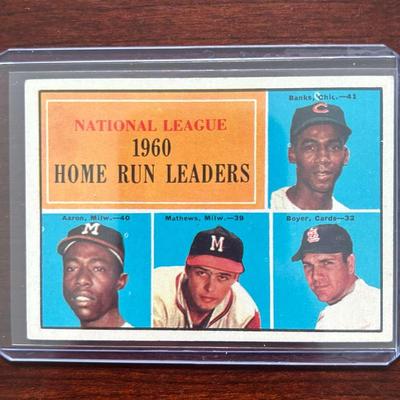 Banks, Chic.—41
NATIONAL LEAGUE
1960
HOME RUN LEADERS
Aaron, Milw.—40
Mathews, Milw.—39
Boyer, Cards—32
C
M
M